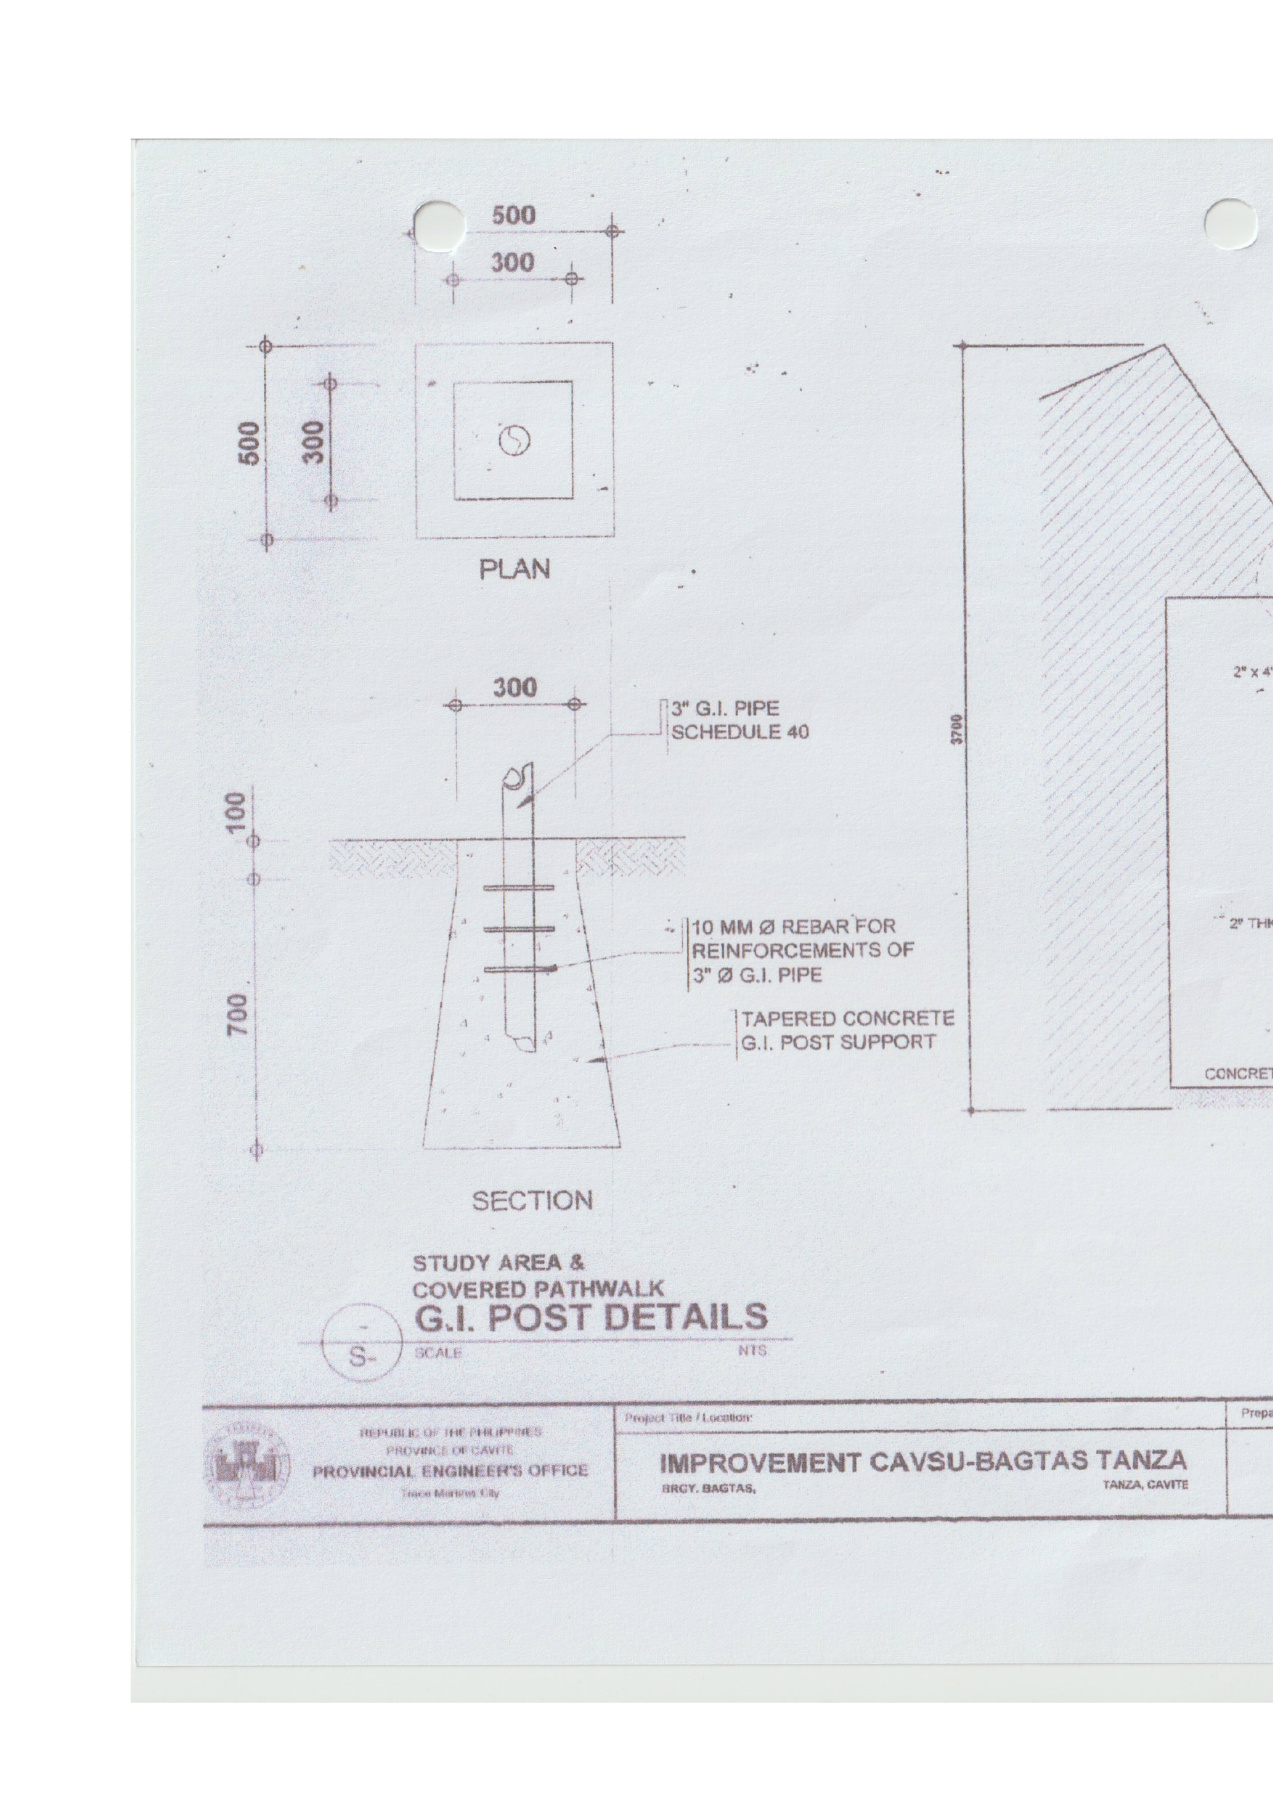 500
300
500
300
PLAN
300
3" G.I. PIPE
SCHEDULE 40
100
700
10 MM Ø REBAR FOR
REINFORCEMENTS OF
3" Ø G.I. PIPE
TAPERED CONCRETE
G.I. POST SUPPORT
SECTION
STUDY AREA &
COVERED PATHWALK
G.I. POST DETAILS
-
S-
SCALE
NTS
3700
2" x 4"
2" THK
CONCRET
REPUBLIC OF THE PHILIPPINES
PROVINCE OF CAVITE
PROVINCIAL ENGINEER'S OFFICE
Trece Martires City
Project Title / Location:
IMPROVEMENT CAVSU-BAGTAS TANZA
BRGY. BAGTAS,
TANZA, CAVITE
Prepa